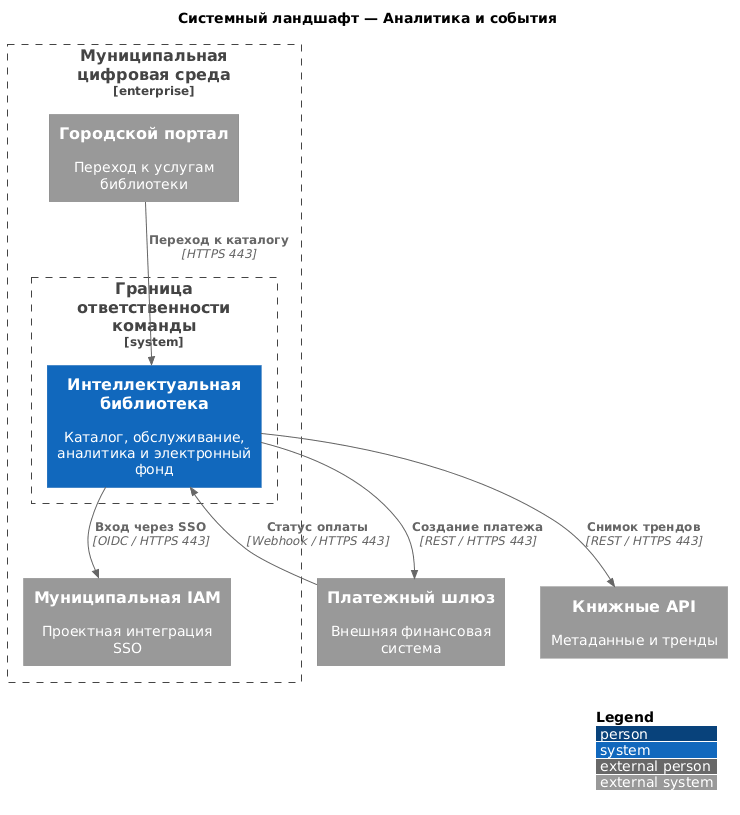 Системный ландшафт — Аналитика и события
Муниципальная
цифровая среда
[enterprise]
Городской портал
Переход к услугам
библиотеки
Переход к каталогу
[HTTPS 443]
Граница
ответственности
команды
[system]
Интеллектуальная
библиотека
Каталог, обслуживание,
аналитика и электронный
фонд
Вход через SSO
[OIDC / HTTPS 443]
Статус оплаты
[Webhook / HTTPS 443]
Создание платежа
[REST / HTTPS 443]
Снимок трендов
[REST / HTTPS 443]
Муниципальная IAM
Проектная интеграция
SSO
Платежный шлюз
Внешняя финансовая
система
Книжные API
Метаданные и тренды
Legend
person
system
external person
external system